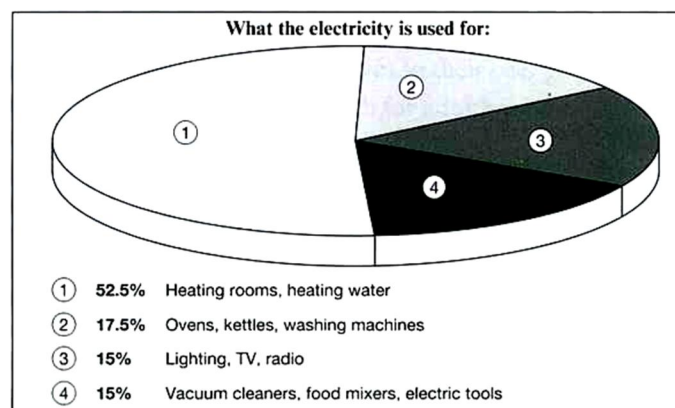 What the electricity is used for:
2
1
3
4
1 52.5% Heating rooms, heating water
2 17.5% Ovens, kettles, washing machines
3 15% Lighting, TV, radio
4 15% Vacuum cleaners, food mixers, electric tools